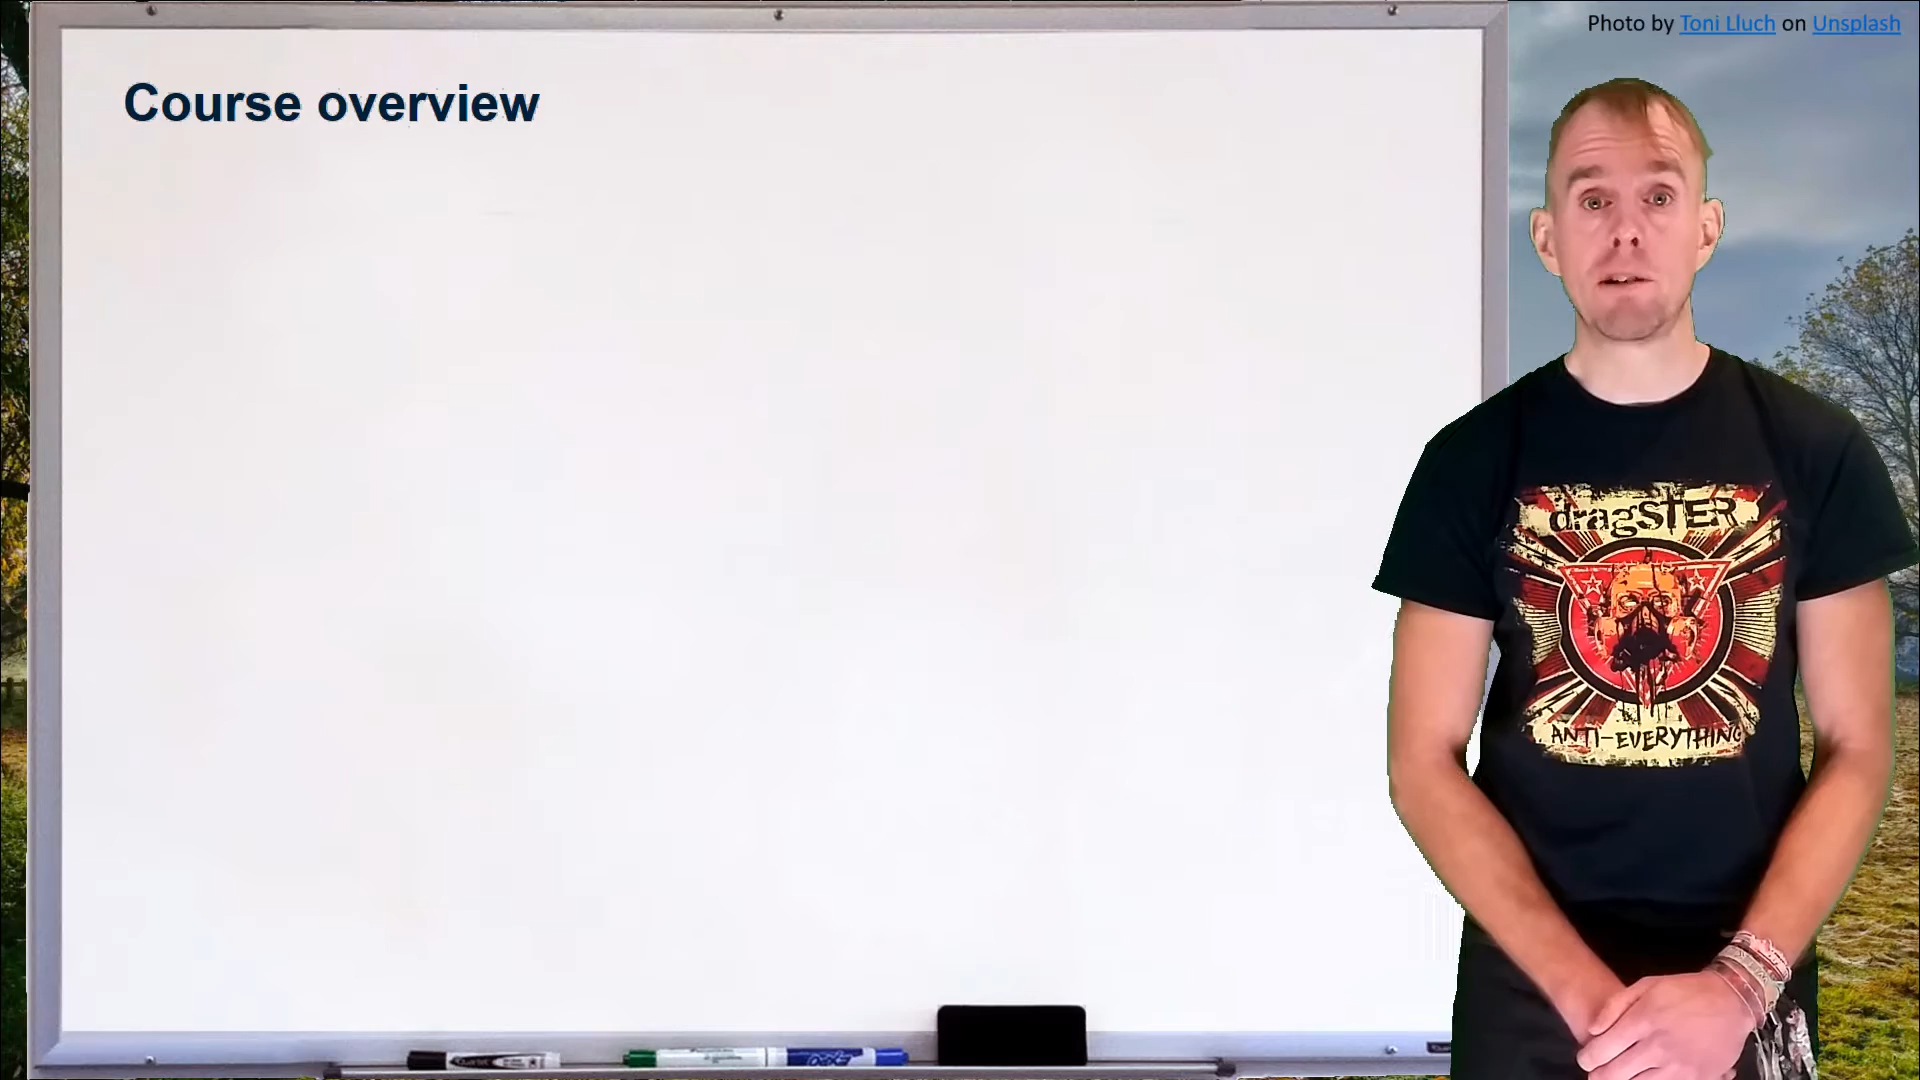 Photo by Toni Lluch on Unsplash
Course overview
dragSTER
ANTI-EVERYTHING